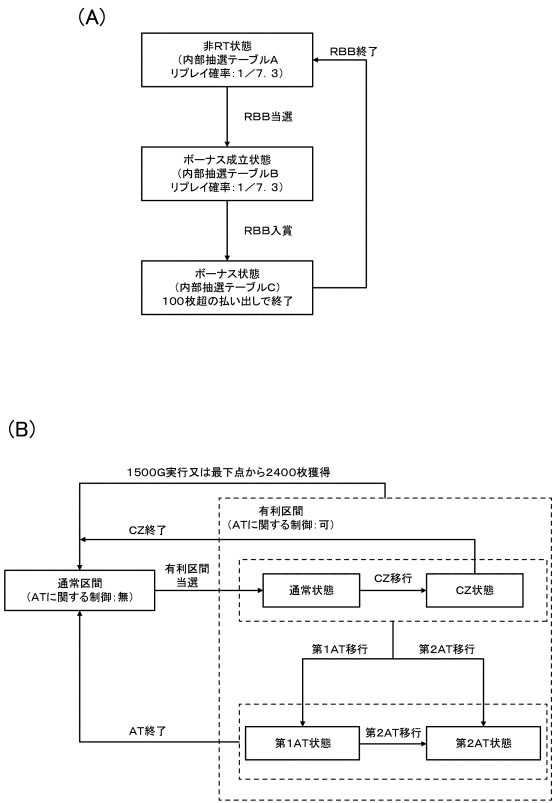 (A)
非RT状態
(内部抽選テーブルA
リプレイ確率:1/7.3)
RBB終了
RBB当選
ボーナス成立状態
(内部抽選テーブルB
リプレイ確率:1/7.3)
RBB入賞
ボーナス状態
(内部抽選テーブルC)
100枚超の払い出しで終了
(B)
1500G実行又は最下点から2400枚獲得
有利区間
(ATに関する制御:可)
CZ終了
通常区間
(ATに関する制御:無)
有利区間
当選
通常状態
CZ移行
CZ状態
第1AT移行
第2AT移行
AT終了
第1AT状態
第2AT移行
第2AT状態